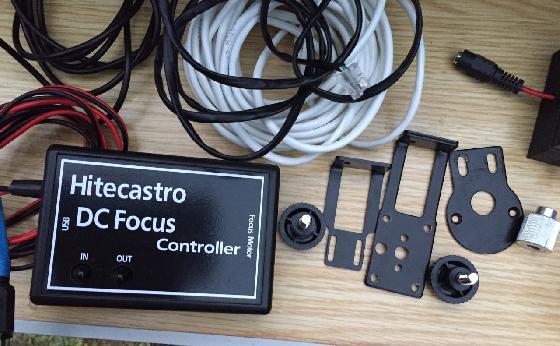 Hitecastro
DC Focus
Controller
USB
Focus Motor
IN OUT